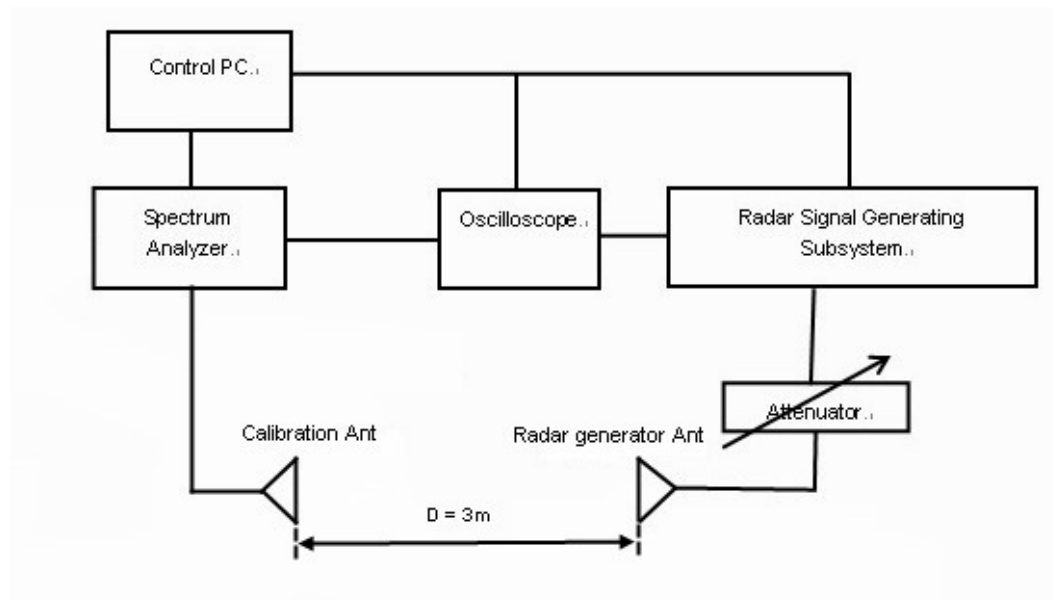 Control PC
Spectrum
Analyzer
Oscilloscope
Radar Signal Generating
Subsystem
Attenuator
Calibration Ant
Radar generator Ant
D = 3m